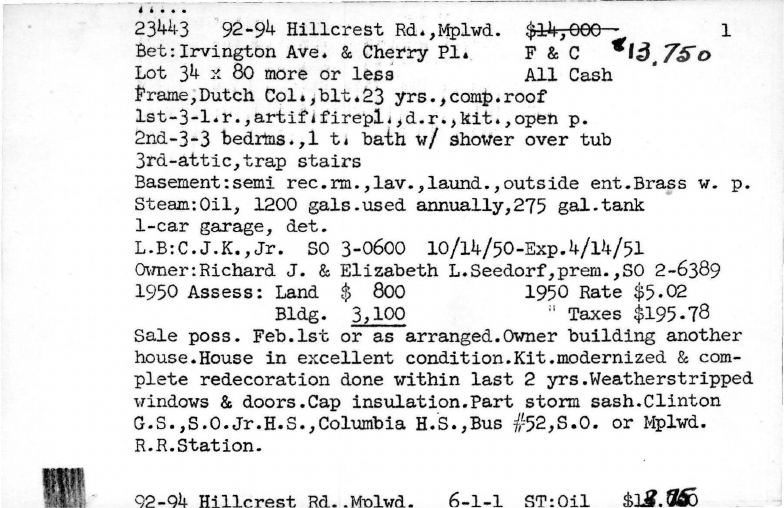 23443 92-94 Hillcrest Rd.,Mplwd. $14,000 1
Bet:Irvington Ave. & Cherry Pl. F & C $13,750
Lot 34 x 80 more or less All Cash
Frame,Dutch Col.,blt.23 yrs.,comp.roof
1st-3-l.r.,artif.firepl.,d.r.,kit.,open p.
2nd-3-3 bedrms.,1 t. bath w/ shower over tub
3rd-attic,trap stairs
Basement:semi rec.rm.,lav.,laund.,outside ent.Brass w. p.
Steam:Oil, 1200 gals.used annually,275 gal.tank
1-car garage, det.
L.B:C.J.K.,Jr. SO 3-0600 10/14/50-Exp.4/14/51
Owner:Richard J. & Elizabeth L.Seedorf,prem.,SO 2-6389
1950 Assess: Land $ 800 1950 Rate $5.02
Bldg. 3,100 " Taxes $195.78
Sale poss. Feb.1st or as arranged.Owner building another
house.House in excellent condition.Kit.modernized & com-
plete redecoration done within last 2 yrs.Weatherstripped
windows & doors.Cap insulation.Part storm sash.Clinton
G.S.,S.O.Jr.H.S.,Columbia H.S.,Bus #52,S.O. or Mplwd.
R.R.Station.
92-94 Hillcrest Rd.,Mplwd. 6-1-1 ST:Oil